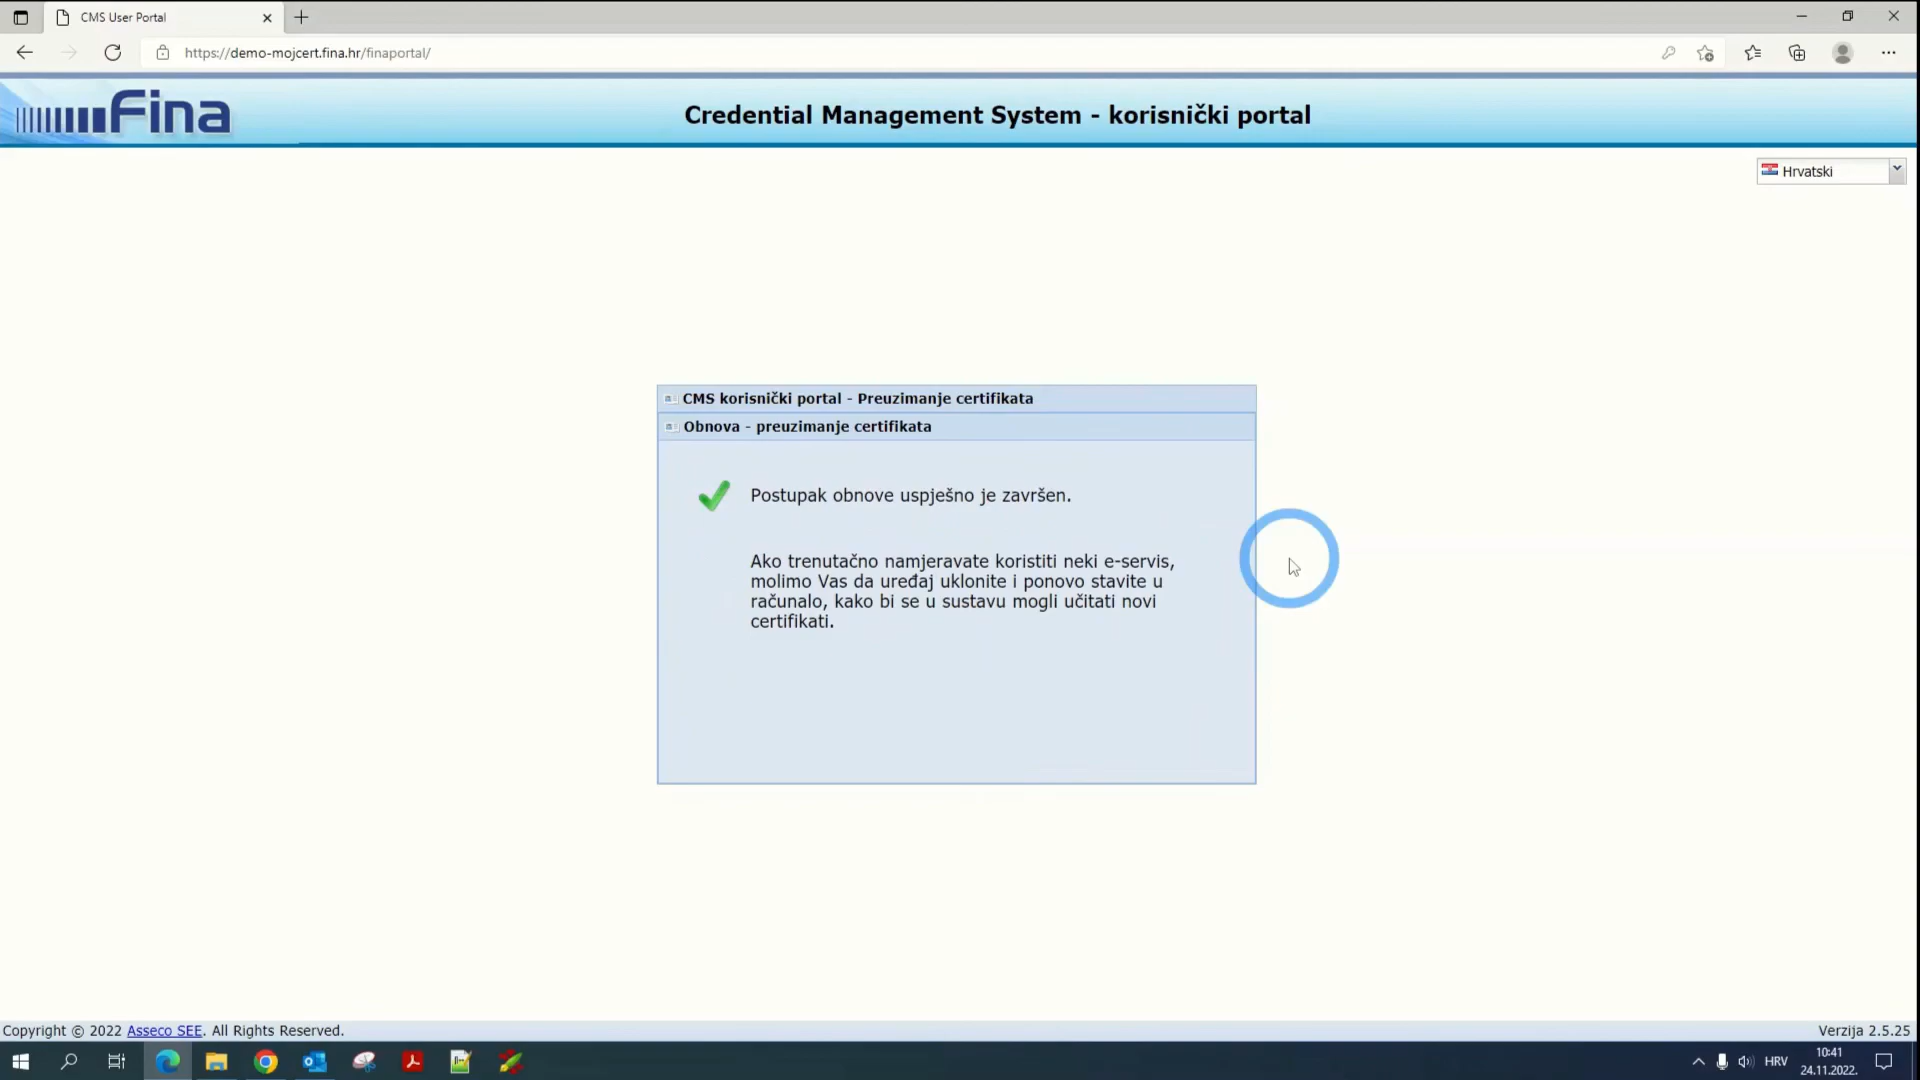 CMS User Portal
https://demo-mojcert.fina.hr/finaportal/
Fina
Credential Management System - korisnički portal
Hrvatski
CMS korisnički portal - Preuzimanje certifikata
Obnova - preuzimanje certifikata
Postupak obnove uspješno je završen.
Ako trenutačno namjeravate koristiti neki e-servis,
molimo Vas da uređaj uklonite i ponovo stavite u
računalo, kako bi se u sustavu mogli učitati novi
certifikati.
Copyright © 2022 Asseco SEE. All Rights Reserved.
Verzija 2.5.25
HRV
10:41
24.11.2022.